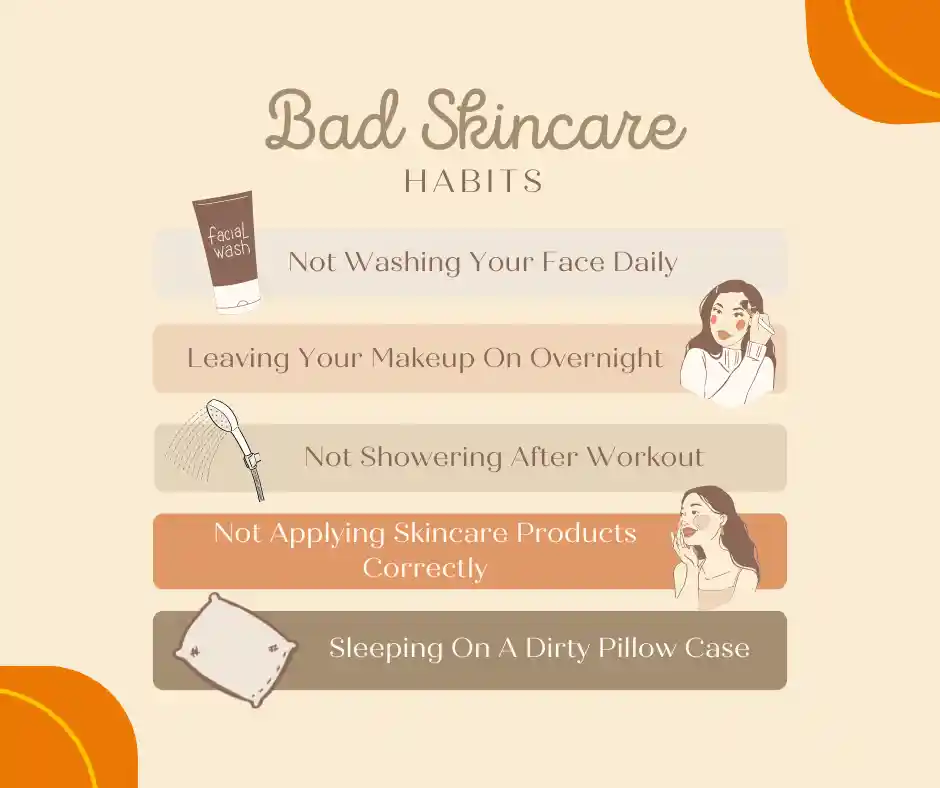 Bad Skincare
HABITS
facial
wash
Not Washing Your Face Daily
Leaving Your Makeup On Overnight
Not Showering After Workout
Not Applying Skincare Products
Correctly
Sleeping On A Dirty Pillow Case